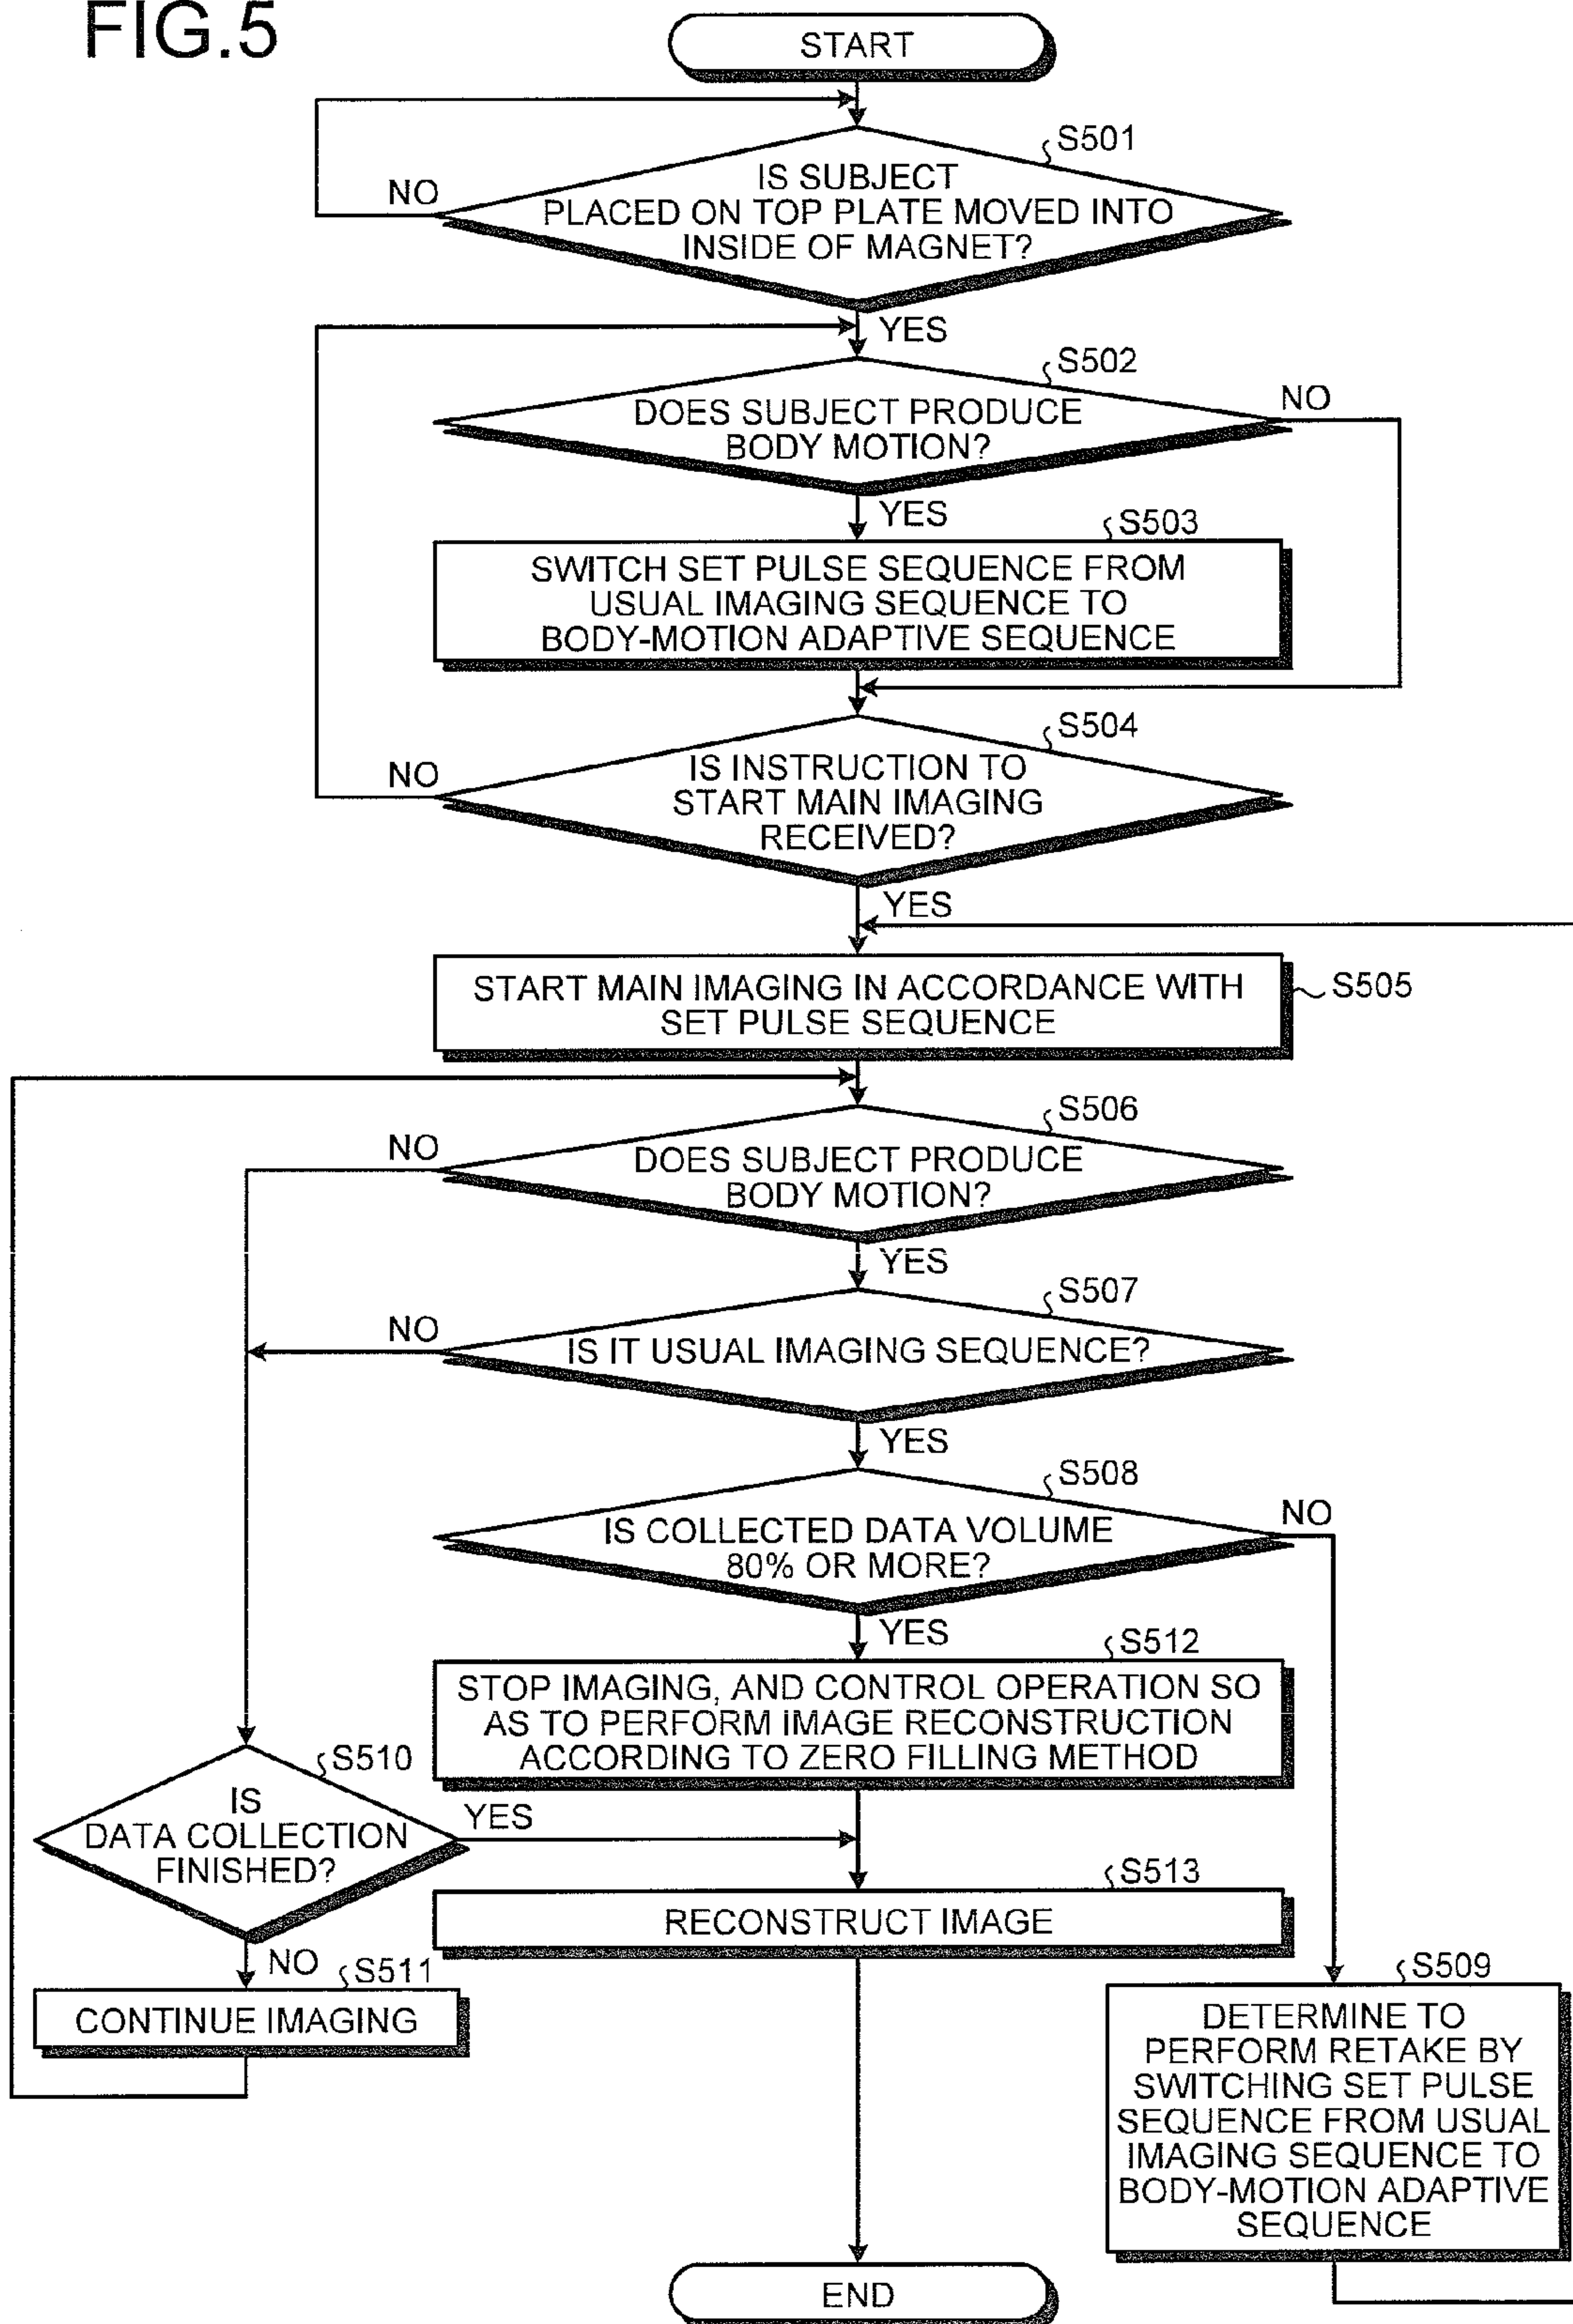 FIG.5
START
S501
IS SUBJECT
PLACED ON TOP PLATE MOVED INTO
INSIDE OF MAGNET?
NO
YES
S502
DOES SUBJECT PRODUCE
BODY MOTION?
NO
YES
S503
SWITCH SET PULSE SEQUENCE FROM
USUAL IMAGING SEQUENCE TO
BODY-MOTION ADAPTIVE SEQUENCE
S504
IS INSTRUCTION TO
START MAIN IMAGING
RECEIVED?
NO
YES
START MAIN IMAGING IN ACCORDANCE WITH
SET PULSE SEQUENCE
S505
S506
DOES SUBJECT PRODUCE
BODY MOTION?
NO
YES
S507
IS IT USUAL IMAGING SEQUENCE?
NO
YES
S508
IS COLLECTED DATA VOLUME
80% OR MORE?
NO
YES
S512
STOP IMAGING, AND CONTROL OPERATION SO
AS TO PERFORM IMAGE RECONSTRUCTION
ACCORDING TO ZERO FILLING METHOD
S510
IS
DATA COLLECTION
FINISHED?
YES
NO
S513
RECONSTRUCT IMAGE
S511
CONTINUE IMAGING
S509
DETERMINE TO
PERFORM RETAKE BY
SWITCHING SET PULSE
SEQUENCE FROM USUAL
IMAGING SEQUENCE TO
BODY-MOTION ADAPTIVE
SEQUENCE
END